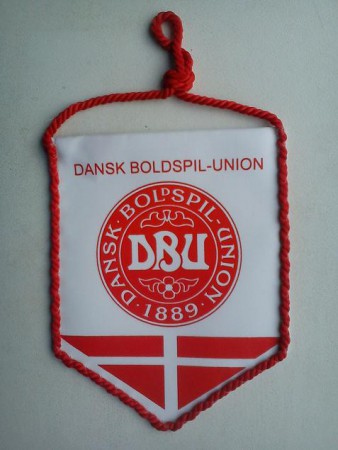 DANSK BOLDSPIL-UNION
DANSK·BOLDSPIL·UNION
DBU
·1889·